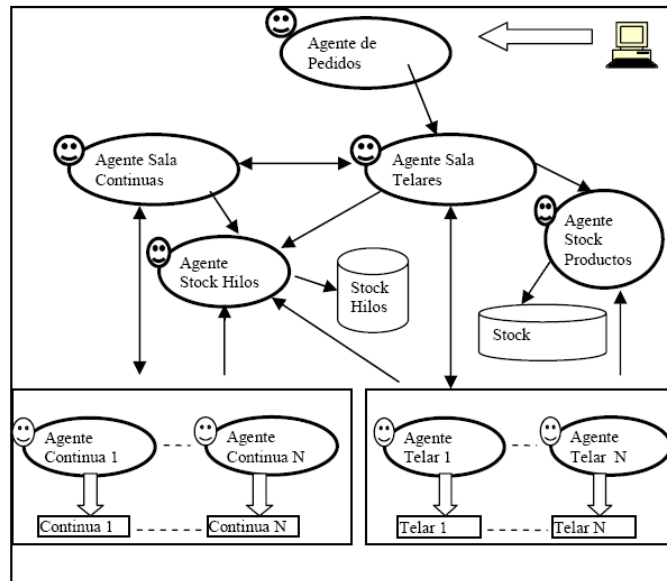 Agente de
Pedidos
Agente Sala
Continuas
Agente Sala
Telares
Agente
Stock
Productos
Agente
Stock Hilos
Stock
Hilos
Stock
Agente
Continua 1
Agente
Continua N
Agente
Telar 1
Agente
Telar N
Continua 1
Continua N
Telar 1
Telar N